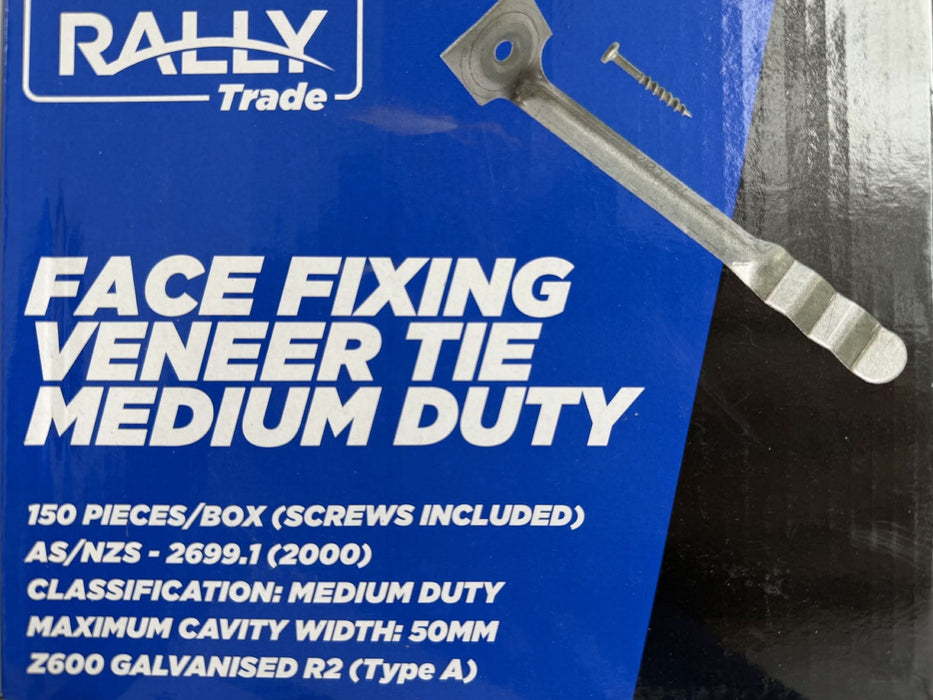 RALLY
Trade
FACE FIXING
VENEER TIE
MEDIUM DUTY
150 PIECES/BOX (SCREWS INCLUDED)
AS/NZS - 2699.1 (2000)
CLASSIFICATION: MEDIUM DUTY
MAXIMUM CAVITY WIDTH: 50MM
Z600 GALVANISED R2 (Type A)